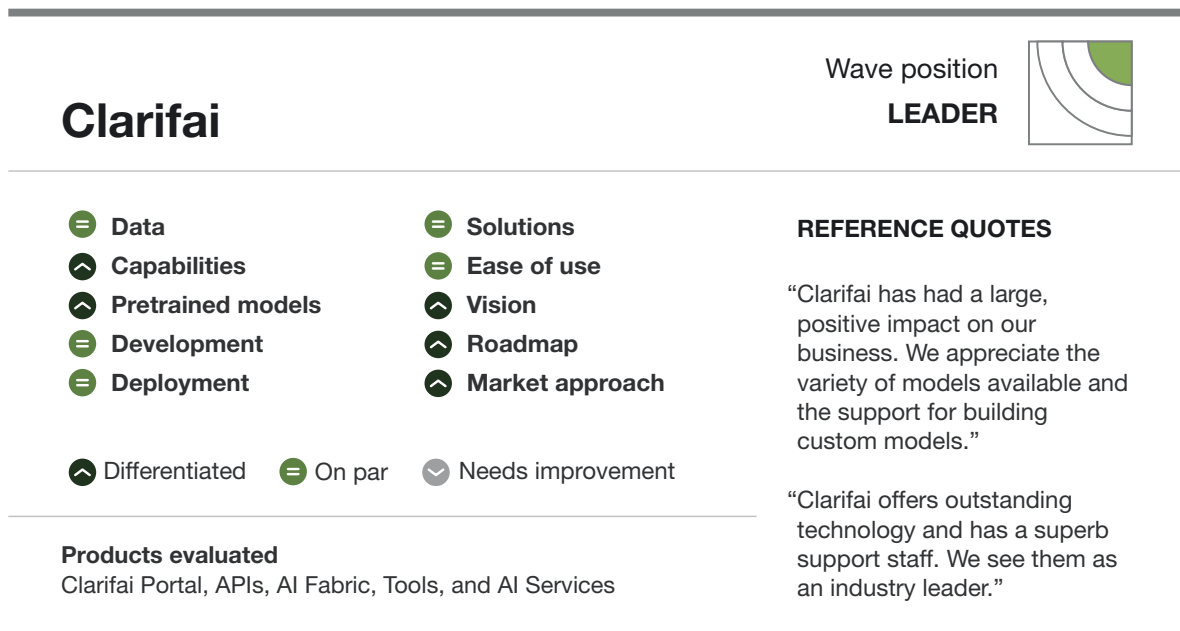 Clarifai
Wave position
LEADER
Data
Capabilities
Pretrained models
Development
Deployment
Solutions
Ease of use
Vision
Roadmap
Market approach
Differentiated
On par
Needs improvement
Products evaluated
Clarifai Portal, APIs, AI Fabric, Tools, and AI Services
REFERENCE QUOTES
“Clarifai has had a large,
positive impact on our
business. We appreciate the
variety of models available and
the support for building
custom models.”
“Clarifai offers outstanding
technology and has a superb
support staff. We see them as
an industry leader.”